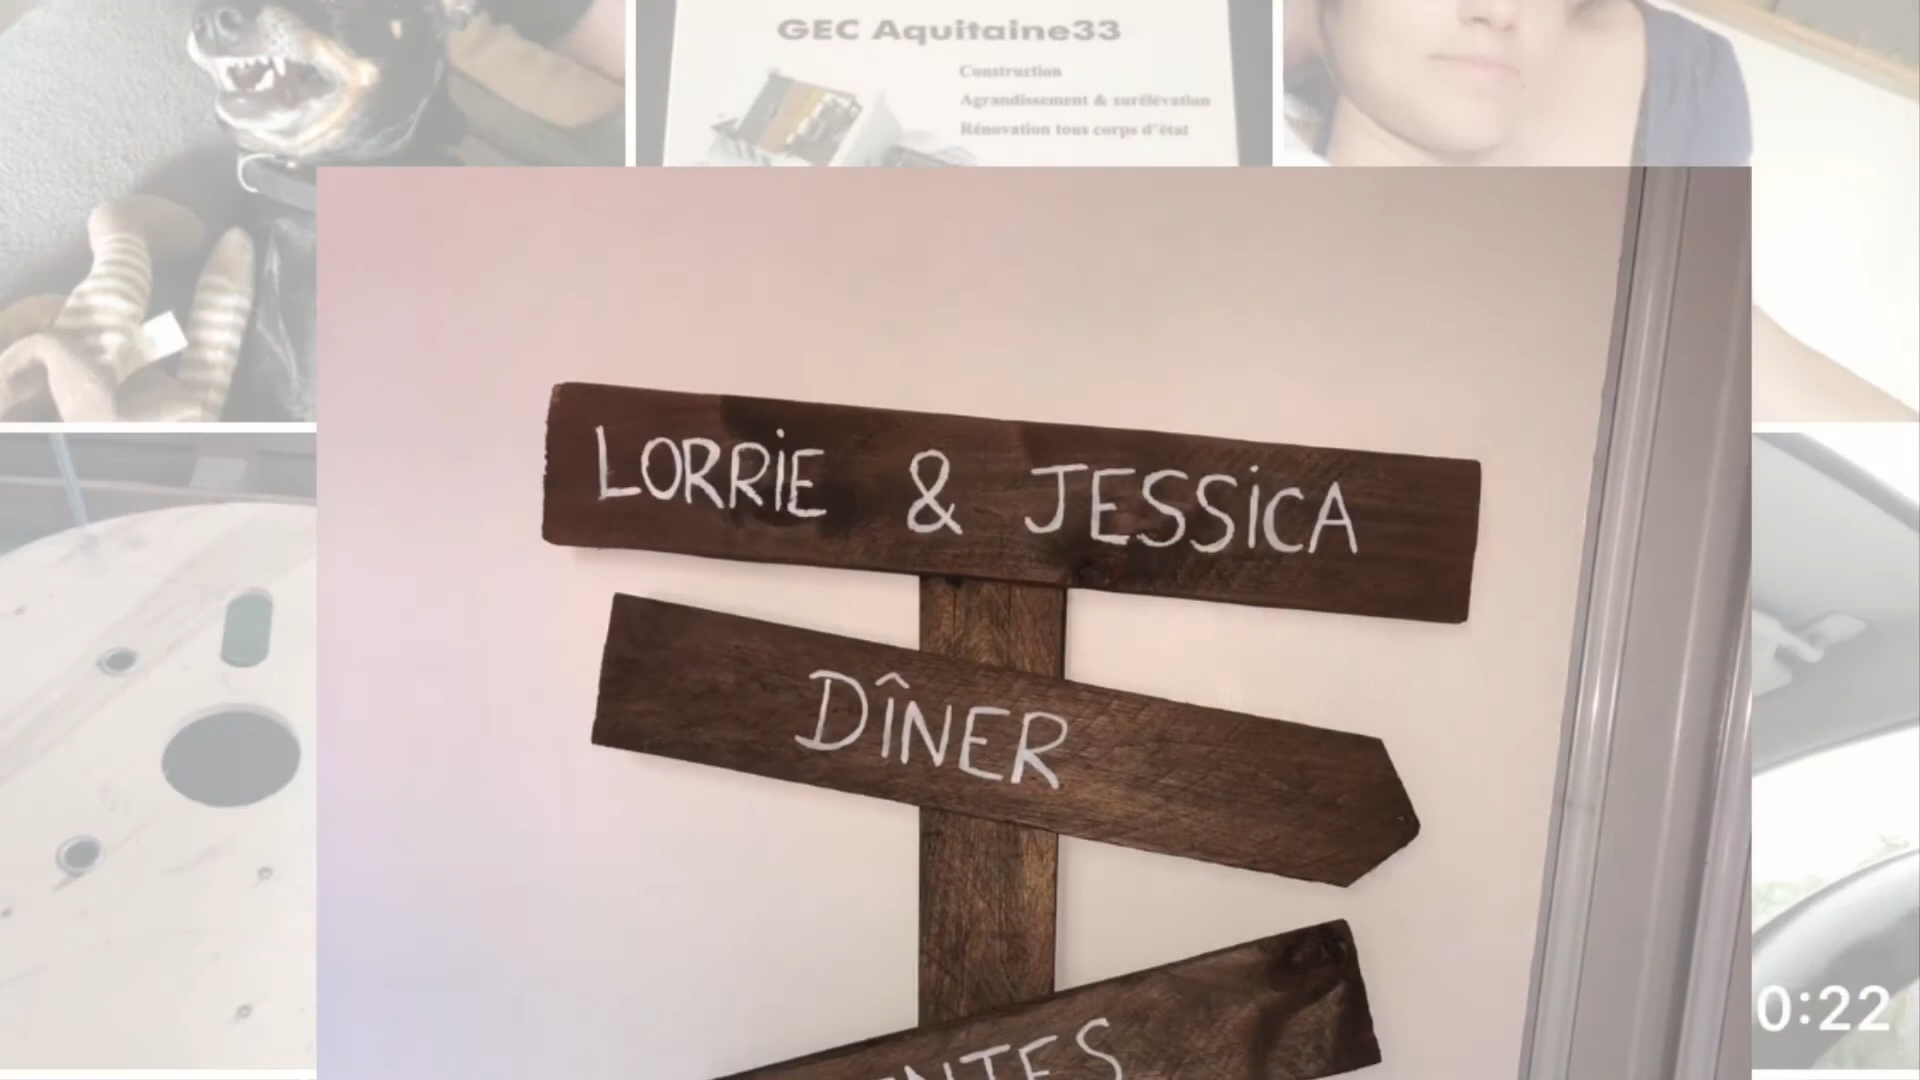 GEC Aquitaine33
Construction
Agrandissement & surélévation
Rénovation tous corps d'état
LORRiE & JESSiCA
DÎNER
0:22